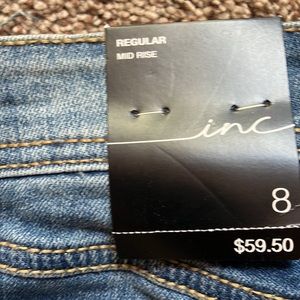 REGULAR
MID RISE
inc
8
$59.50